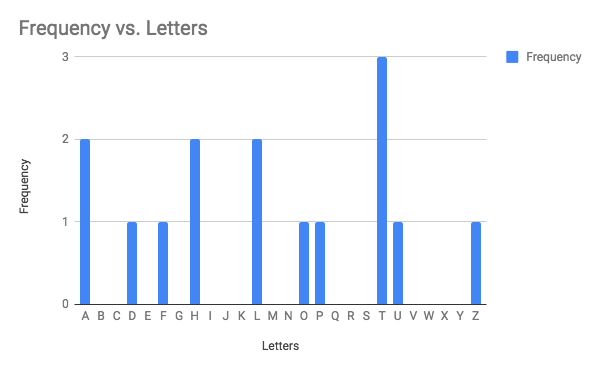 Frequency vs. Letters
Frequency
3
2
1
0
Frequency
A B C D E F G H I J K L M N O P Q R S T U V W X Y Z
Letters